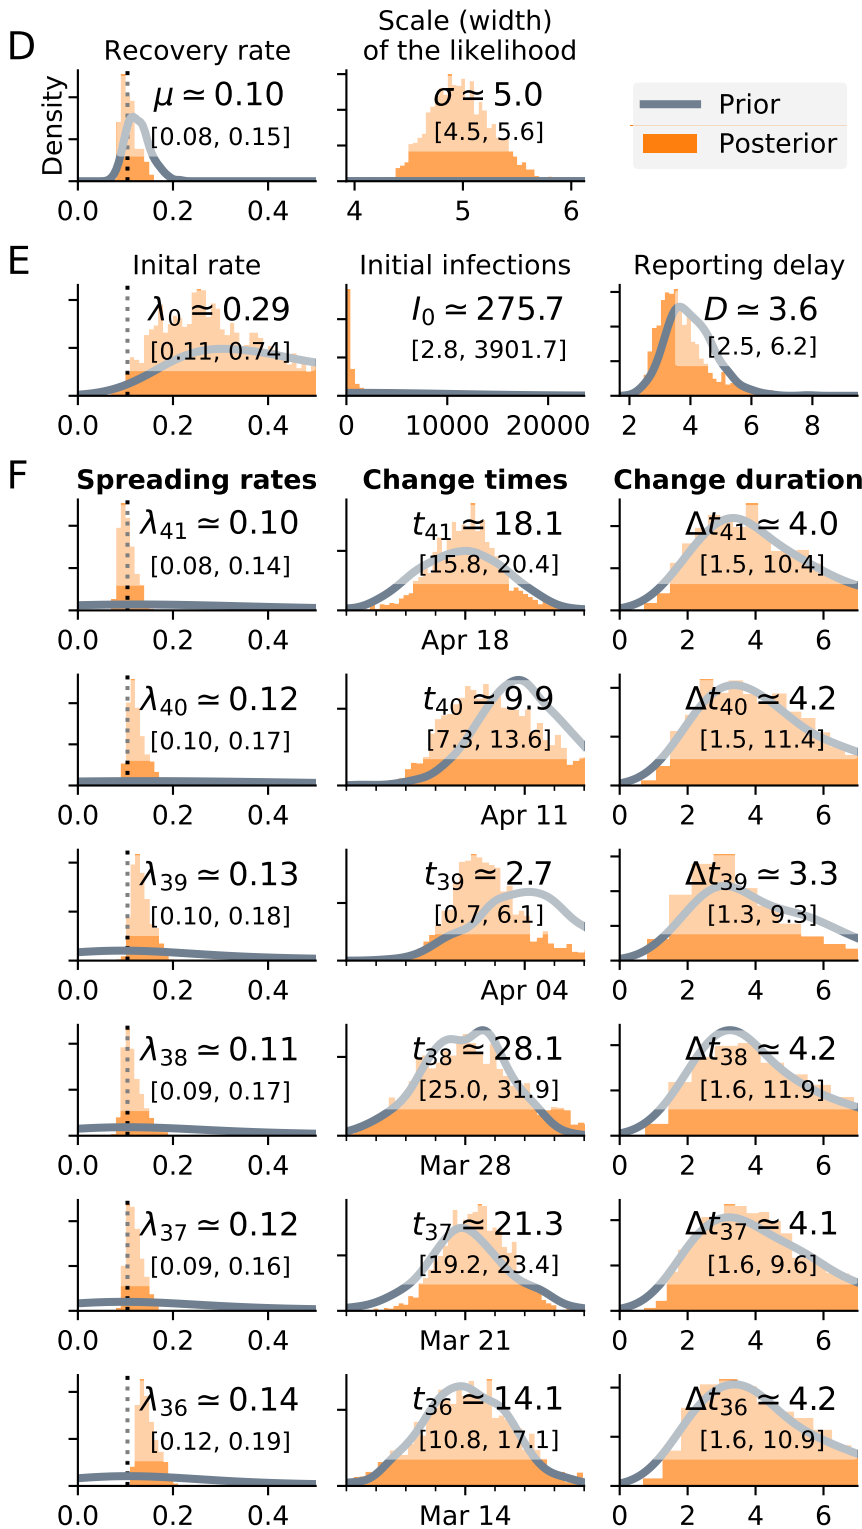 D
Recovery rate
Scale (width)
of the likelihood
Density
μ ≃ 0.10
[0.08, 0.15]
σ ≃ 5.0
[4.5, 5.6]
Prior
Posterior
0.0 0.2 0.4
4 5 6
E
Inital rate
Initial infections
Reporting delay
λ₀ ≃ 0.29
[0.11, 0.74]
I₀ ≃ 275.7
[2.8, 3901.7]
D ≃ 3.6
[2.5, 6.2]
0.0 0.2 0.4
0 10000 20000
2 4 6 8
F
Spreading rates
Change times
Change duration
λ₄₁ ≃ 0.10
[0.08, 0.14]
t₄₁ ≃ 18.1
[15.8, 20.4]
Δt₄₁ ≃ 4.0
[1.5, 10.4]
0.0 0.2 0.4
Apr 18
0 2 4 6
λ₄₀ ≃ 0.12
[0.10, 0.17]
t₄₀ ≃ 9.9
[7.3, 13.6]
Δt₄₀ ≃ 4.2
[1.5, 11.4]
0.0 0.2 0.4
Apr 11
0 2 4 6
λ₃₉ ≃ 0.13
[0.10, 0.18]
t₃₉ ≃ 2.7
[0.7, 6.1]
Δt₃₉ ≃ 3.3
[1.3, 9.3]
0.0 0.2 0.4
Apr 04
0 2 4 6
λ₃₈ ≃ 0.11
[0.09, 0.17]
t₃₈ ≃ 28.1
[25.0, 31.9]
Δt₃₈ ≃ 4.2
[1.6, 11.9]
0.0 0.2 0.4
Mar 28
0 2 4 6
λ₃₇ ≃ 0.12
[0.09, 0.16]
t₃₇ ≃ 21.3
[19.2, 23.4]
Δt₃₇ ≃ 4.1
[1.6, 9.6]
0.0 0.2 0.4
Mar 21
0 2 4 6
λ₃₆ ≃ 0.14
[0.12, 0.19]
t₃₆ ≃ 14.1
[10.8, 17.1]
Δt₃₆ ≃ 4.2
[1.6, 10.9]
0.0 0.2 0.4
Mar 14
0 2 4 6